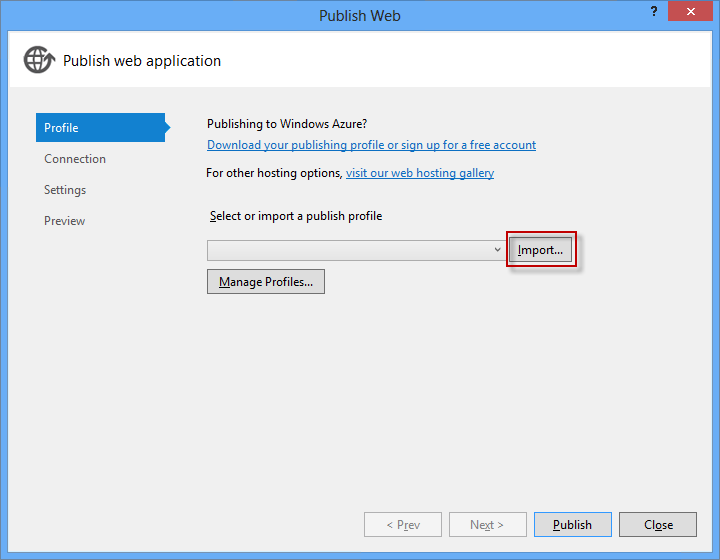 Publish Web
?
Publish web application
Profile
Connection
Settings
Preview
Publishing to Windows Azure?
Download your publishing profile or sign up for a free account
For other hosting options, visit our web hosting gallery
Select or import a publish profile
Import...
Manage Profiles...
< Prev
Next >
Publish
Close